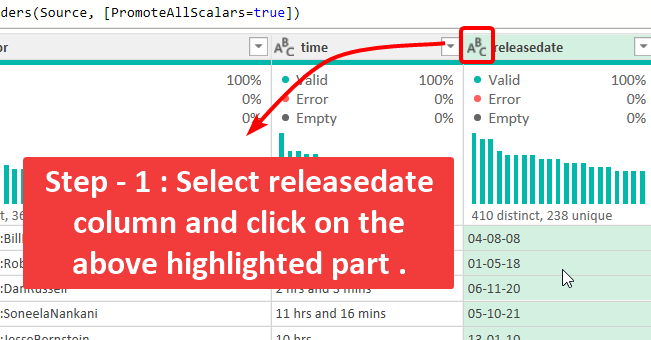 ders(Source, [PromoteAllScalars=true])
or ABC time ABC releasedate
100% Valid 100% Valid 100%
0% Error 0% Error 0%
0% Empty 0% Empty 0%
Step - 1 : Select releasedate
column and click on the
above highlighted part .
t, 36 410 distinct, 238 unique
:Bill 04-08-08
:Rob 01-05-18
:DanRussell 2 hrs and 3 mins 06-11-20
:SoneelaNankani 11 hrs and 16 mins 05-10-21
:JesseBernstein 10 hrs 13-01-10